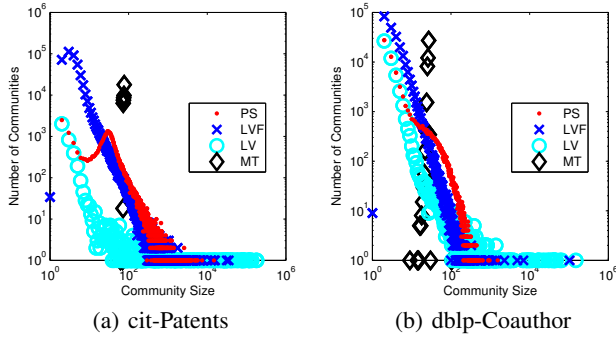 10^6
10^5
10^4
10^3
10^2
10^1
10^0
Number of Communities
PS
LVF
LV
MT
10^0 10^2 10^4 10^6
Community Size
(a) cit-Patents
10^5
10^4
10^3
10^2
10^1
10^0
Number of Communities
PS
LVF
LV
MT
10^0 10^2 10^4 10^6
Community Size
(b) dblp-Coauthor